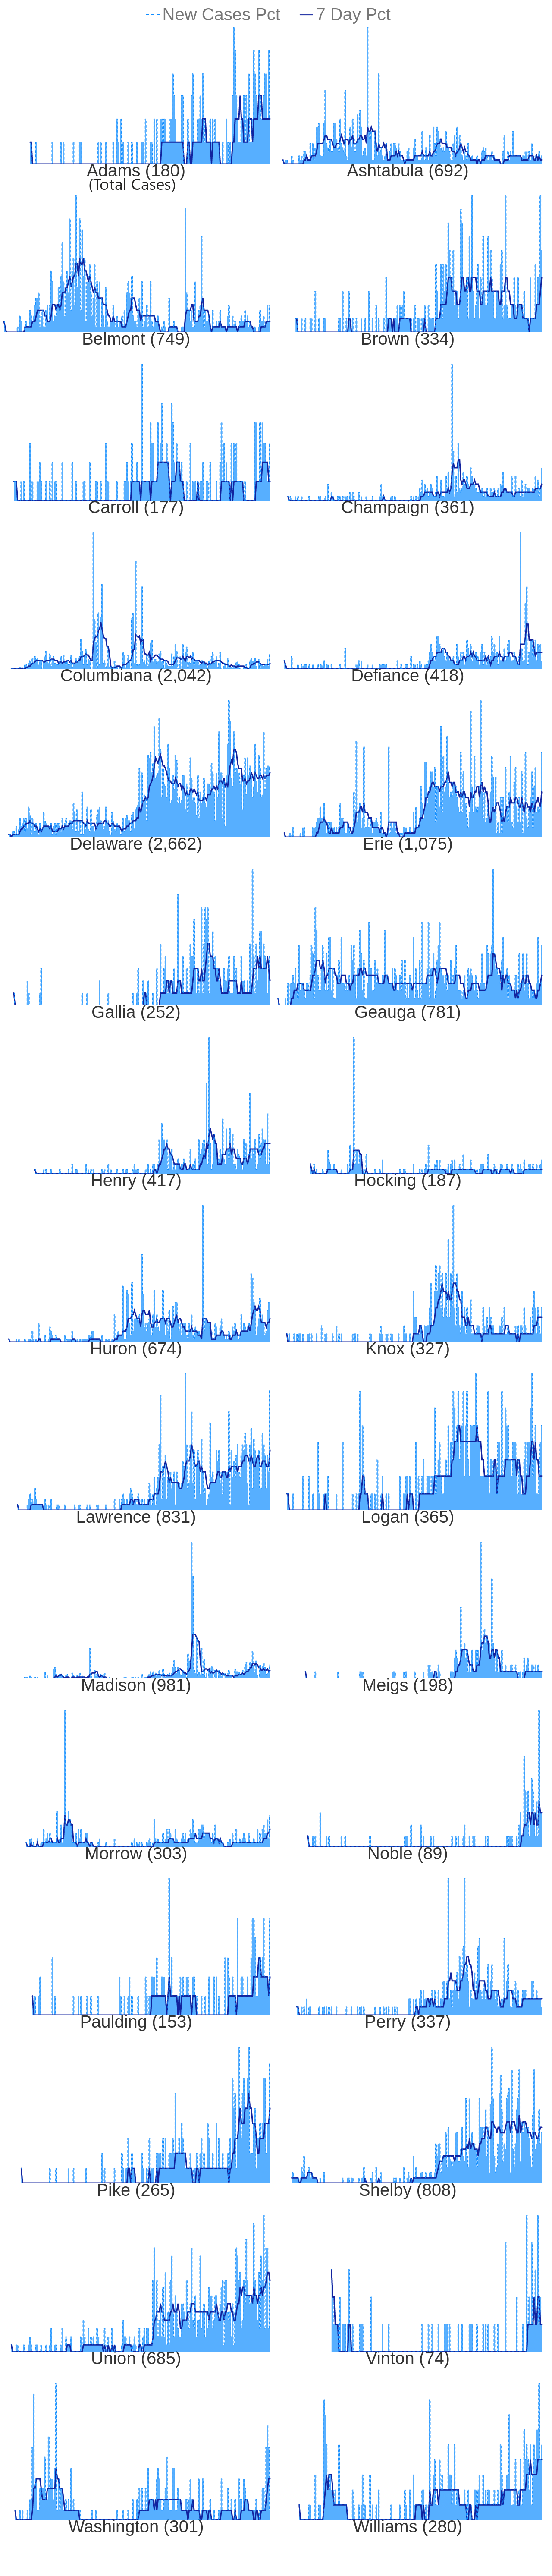 New Cases Pct 7 Day Pct
Adams (180) Ashtabula (692)
(Total Cases)
Belmont (749) Brown (334)
Carroll (177) Champaign (361)
Columbiana (2,042) Defiance (418)
Delaware (2,662) Erie (1,075)
Gallia (252) Geauga (781)
Henry (417) Hocking (187)
Huron (674) Knox (327)
Lawrence (831) Logan (365)
Madison (981) Meigs (198)
Morrow (303) Noble (89)
Paulding (153) Perry (337)
Pike (265) Shelby (808)
Union (685) Vinton (74)
Washington (301) Williams (280)